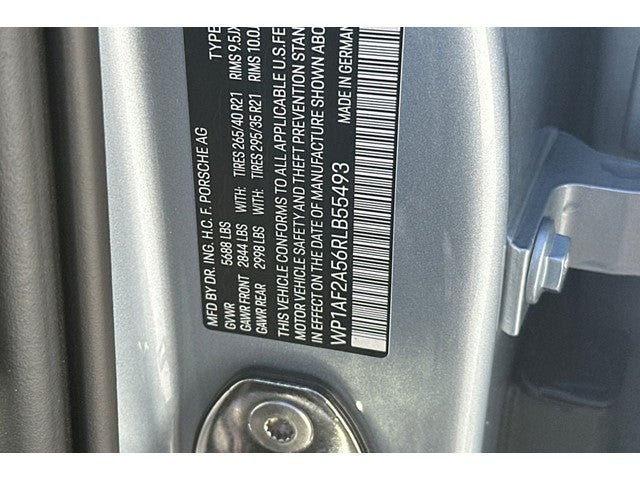 MFD BY DR. ING. H.C. F. PORSCHE AG TYPE
GVWR 5688 LBS
GAWR FRONT 2844 LBS WITH: TIRES 265/40 R21 RIMS 9.5JX
GAWR REAR 2998 LBS WITH: TIRES 295/35 R21 RIMS 10.0J
THIS VEHICLE CONFORMS TO ALL APPLICABLE U.S. FE
MOTOR VEHICLE SAFETY AND THEFT PREVENTION STAN
IN EFFECT ON THE DATE OF MANUFACTURE SHOWN ABO
WP1AF2A56RLB55493 MADE IN GERMAN